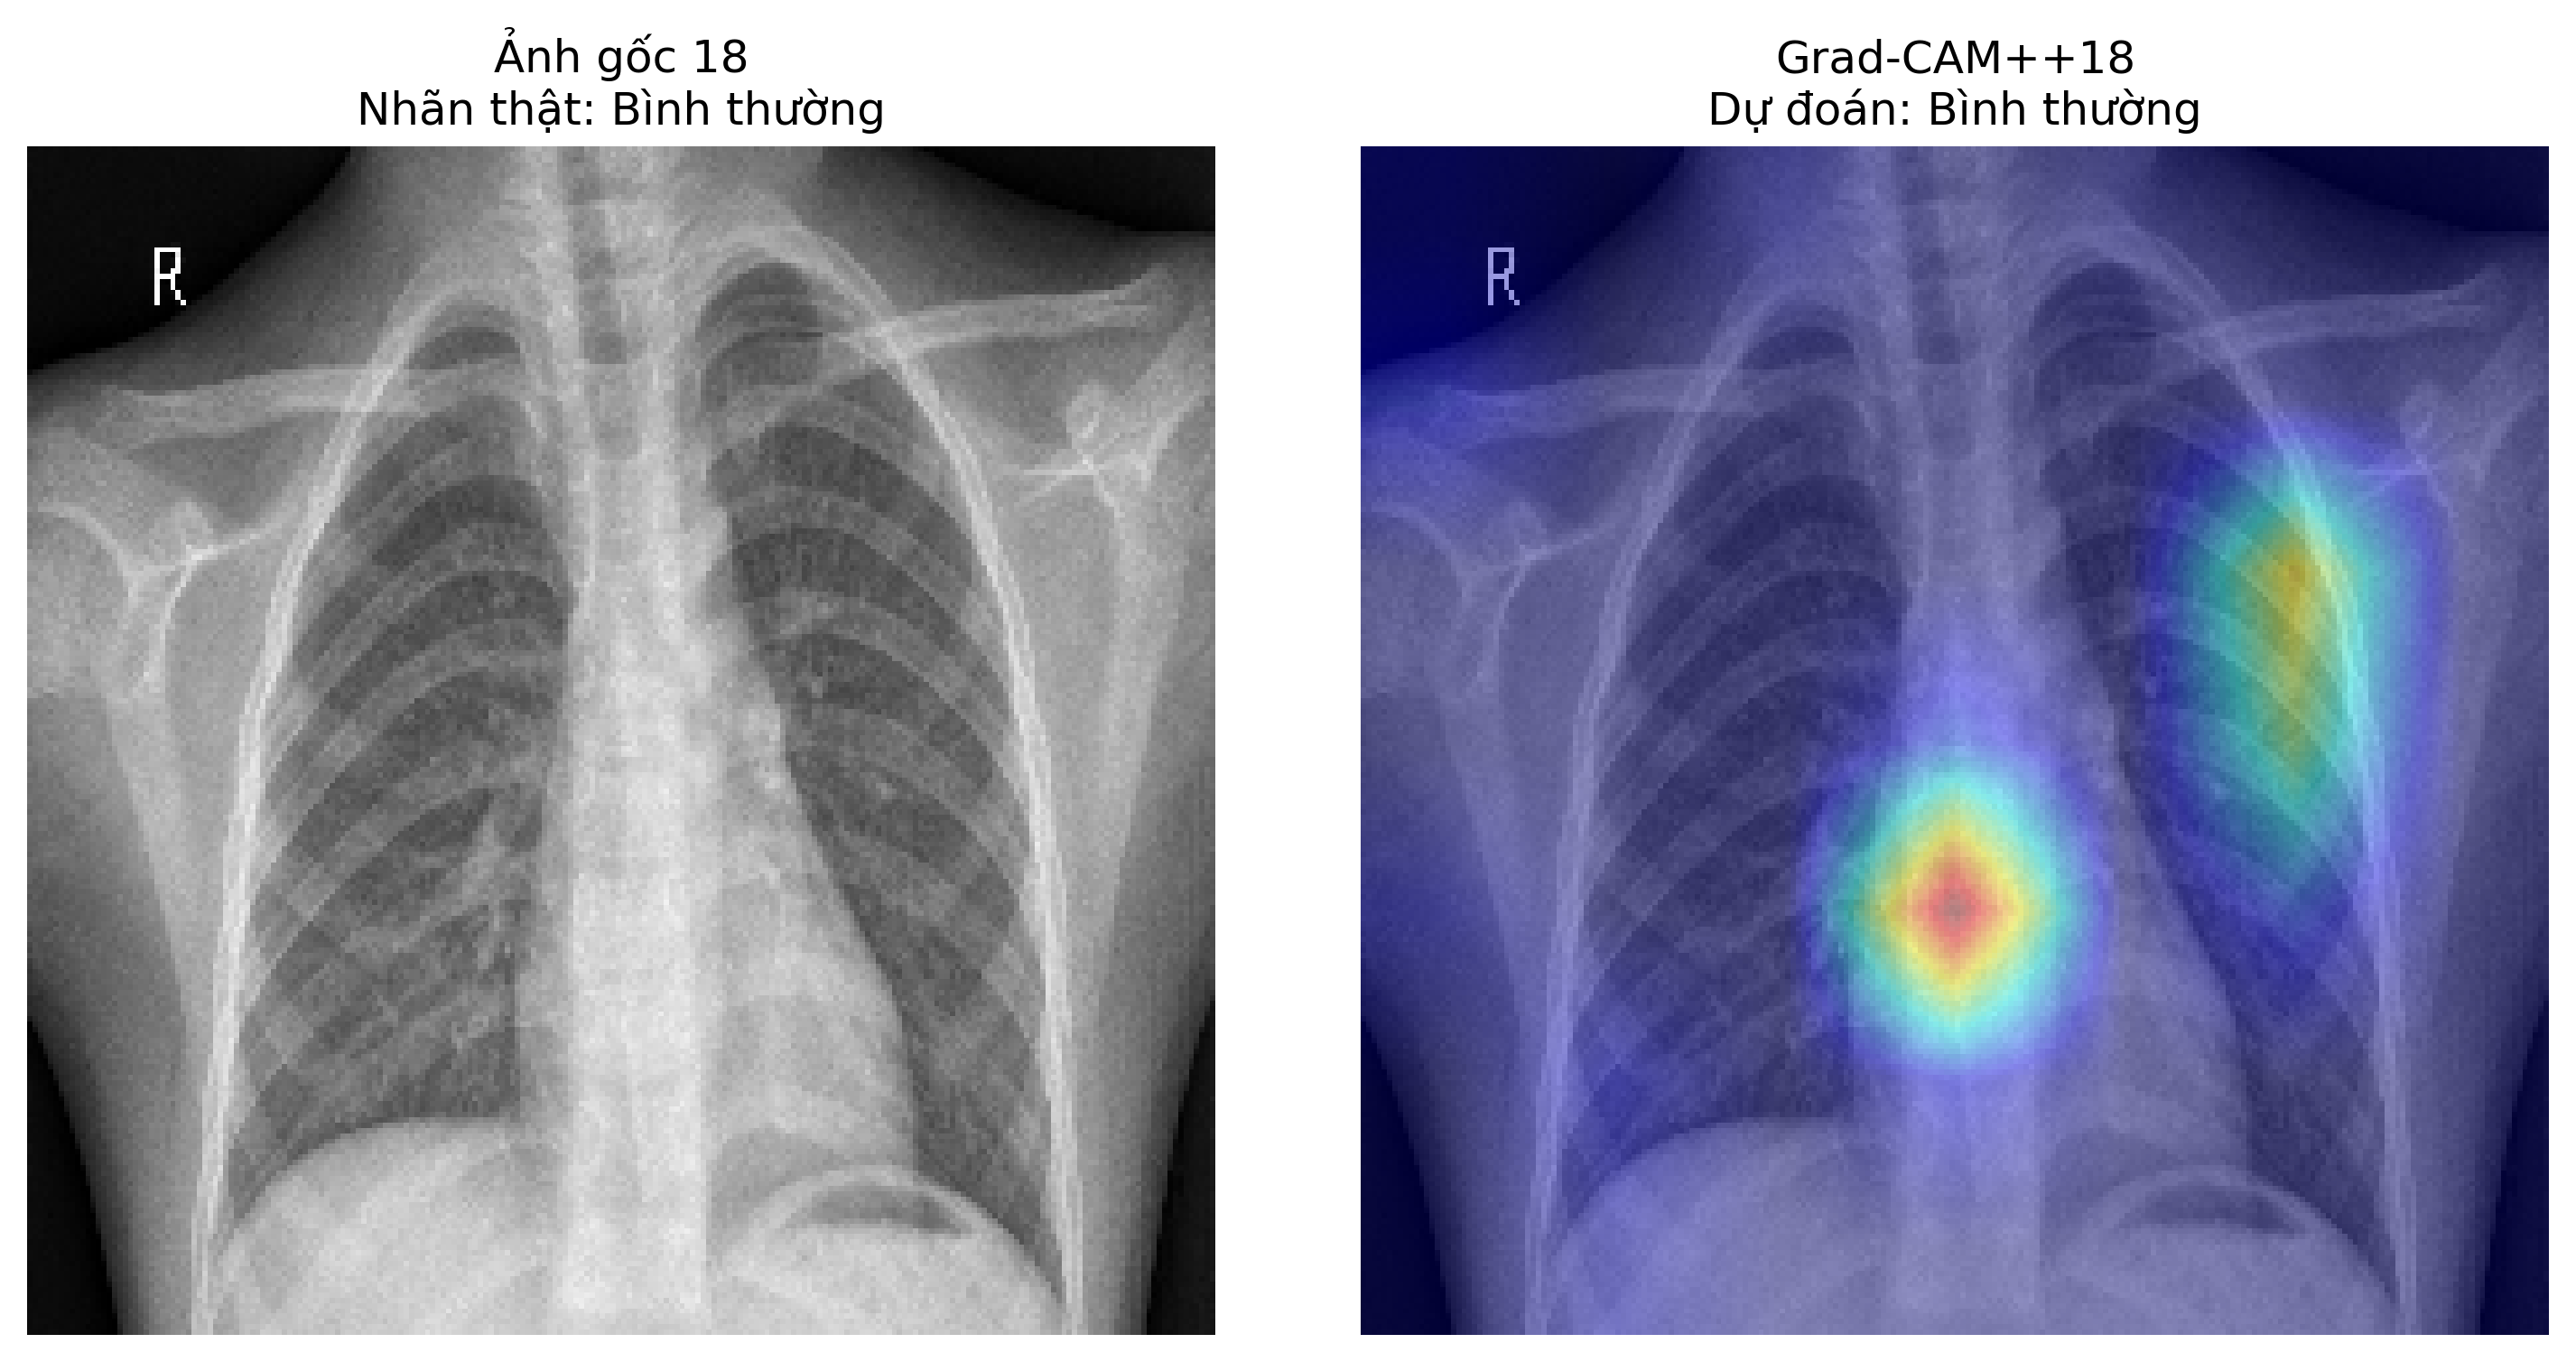 Ảnh gốc 18
Nhãn thật: Bình thường
R
Grad-CAM++18
Dự đoán: Bình thường
R